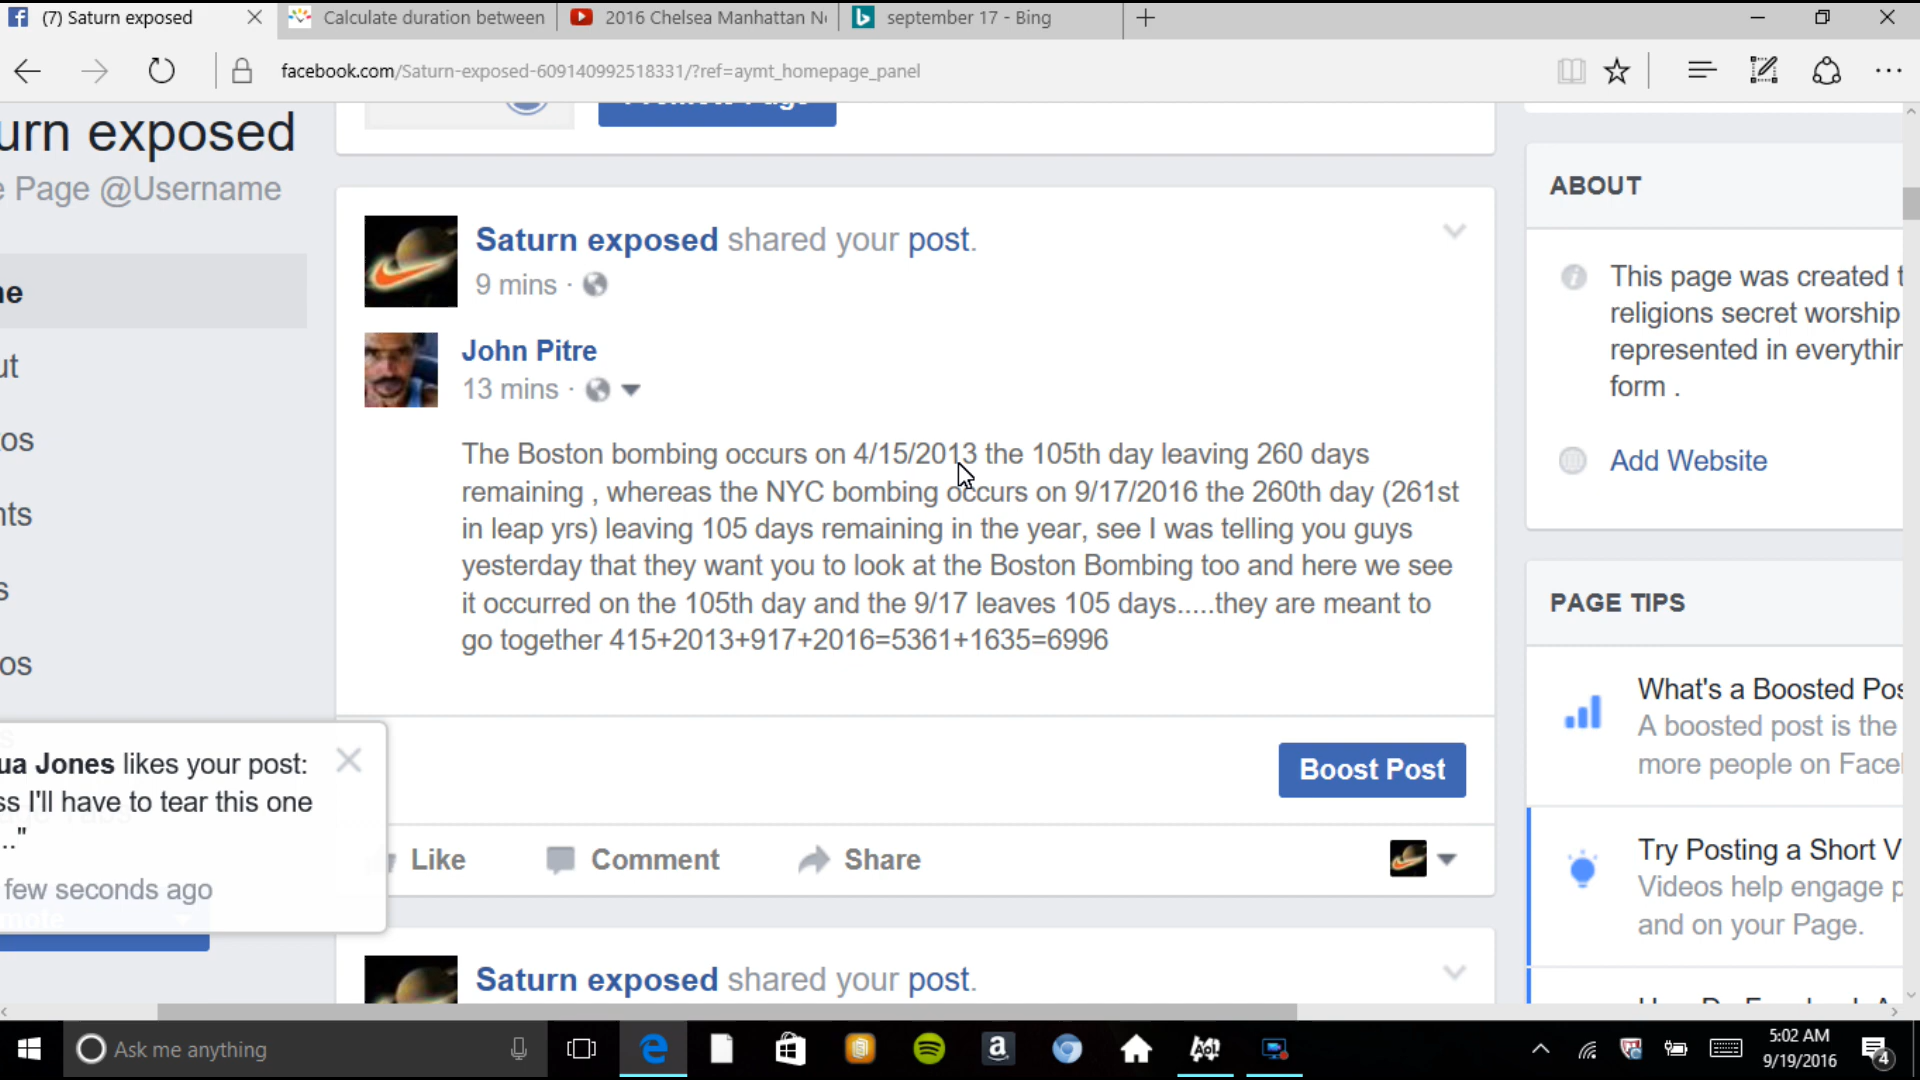 (7) Saturn exposed
Calculate duration between
2016 Chelsea Manhattan N
september 17 - Bing
facebook.com/Saturn-exposed-609140992518331/?ref=aymt_homepage_panel
urn exposed
Page @Username
Saturn exposed shared your post.
9 mins ·
John Pitre
13 mins ·
The Boston bombing occurs on 4/15/2013 the 105th day leaving 260 days
remaining , whereas the NYC bombing occurs on 9/17/2016 the 260th day (261st
in leap yrs) leaving 105 days remaining in the year, see I was telling you guys
yesterday that they want you to look at the Boston Bombing too and here we see
it occurred on the 105th day and the 9/17 leaves 105 days.....they are meant to
go together 415+2013+917+2016=5361+1635=6996
Boost Post
Like
Comment
Share
Saturn exposed shared your post.
ua Jones likes your post:
ss I'll have to tear this one
..."
few seconds ago
ABOUT
This page was created t
religions secret worship
represented in everythin
form .
Add Website
PAGE TIPS
What's a Boosted Pos
A boosted post is the
more people on Facel
Try Posting a Short V
Videos help engage p
and on your Page.
Ask me anything
5:02 AM
9/19/2016
4